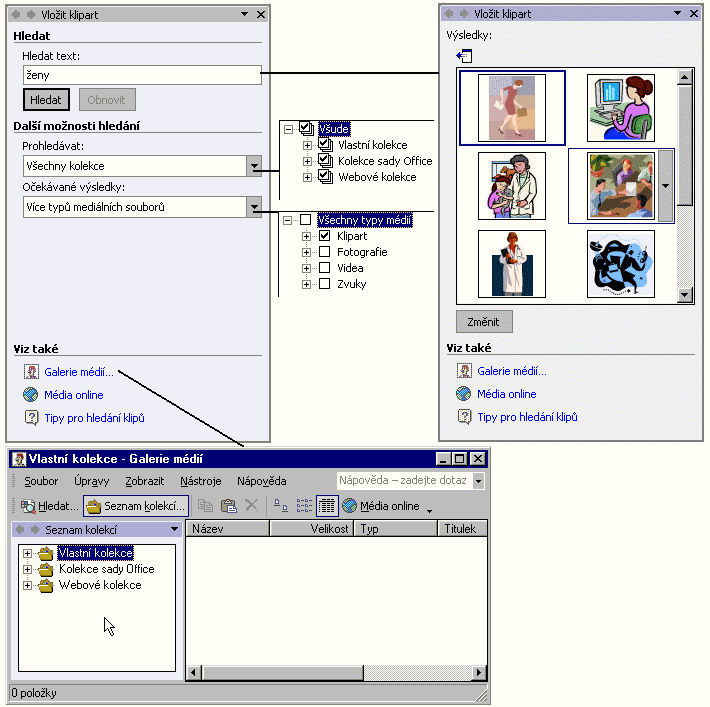 Vložit klipart
Hledat
Hledat text:
ženy
Hledat
Obnovit
Další možnosti hledání
Prohledávat:
Všechny kolekce
Očekávané výsledky:
Více typů mediálních souborů
Viz také
Galerie médií...
Média online
Tipy pro hledání klipů
Všude
Vlastní kolekce
Kolekce sady Office
Webové kolekce
Všechny typy médií
Klipart
Fotografie
Videa
Zvuky
Vložit klipart
Výsledky:
Změnit
Viz také
Galerie médií...
Média online
Tipy pro hledání klipů
Vlastní kolekce - Galerie médií
Soubor Úpravy Zobrazit Nástroje Nápověda Nápověda – zadejte dotaz
Hledat... Seznam kolekcí... Média online
Seznam kolekcí Název Velikost Typ Titulek
Vlastní kolekce
Kolekce sady Office
Webové kolekce
0 položky